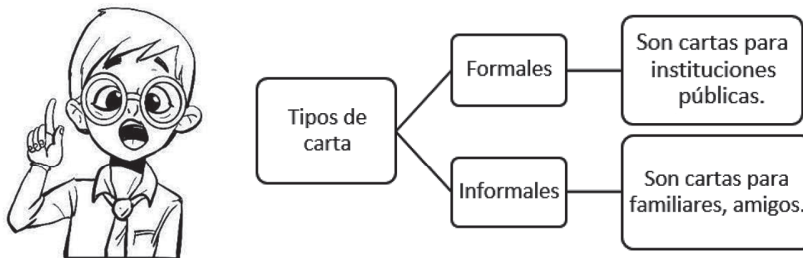 Tipos de
carta
Formales
Son cartas para
instituciones
públicas.
Informales
Son cartas para
familiares, amigos.